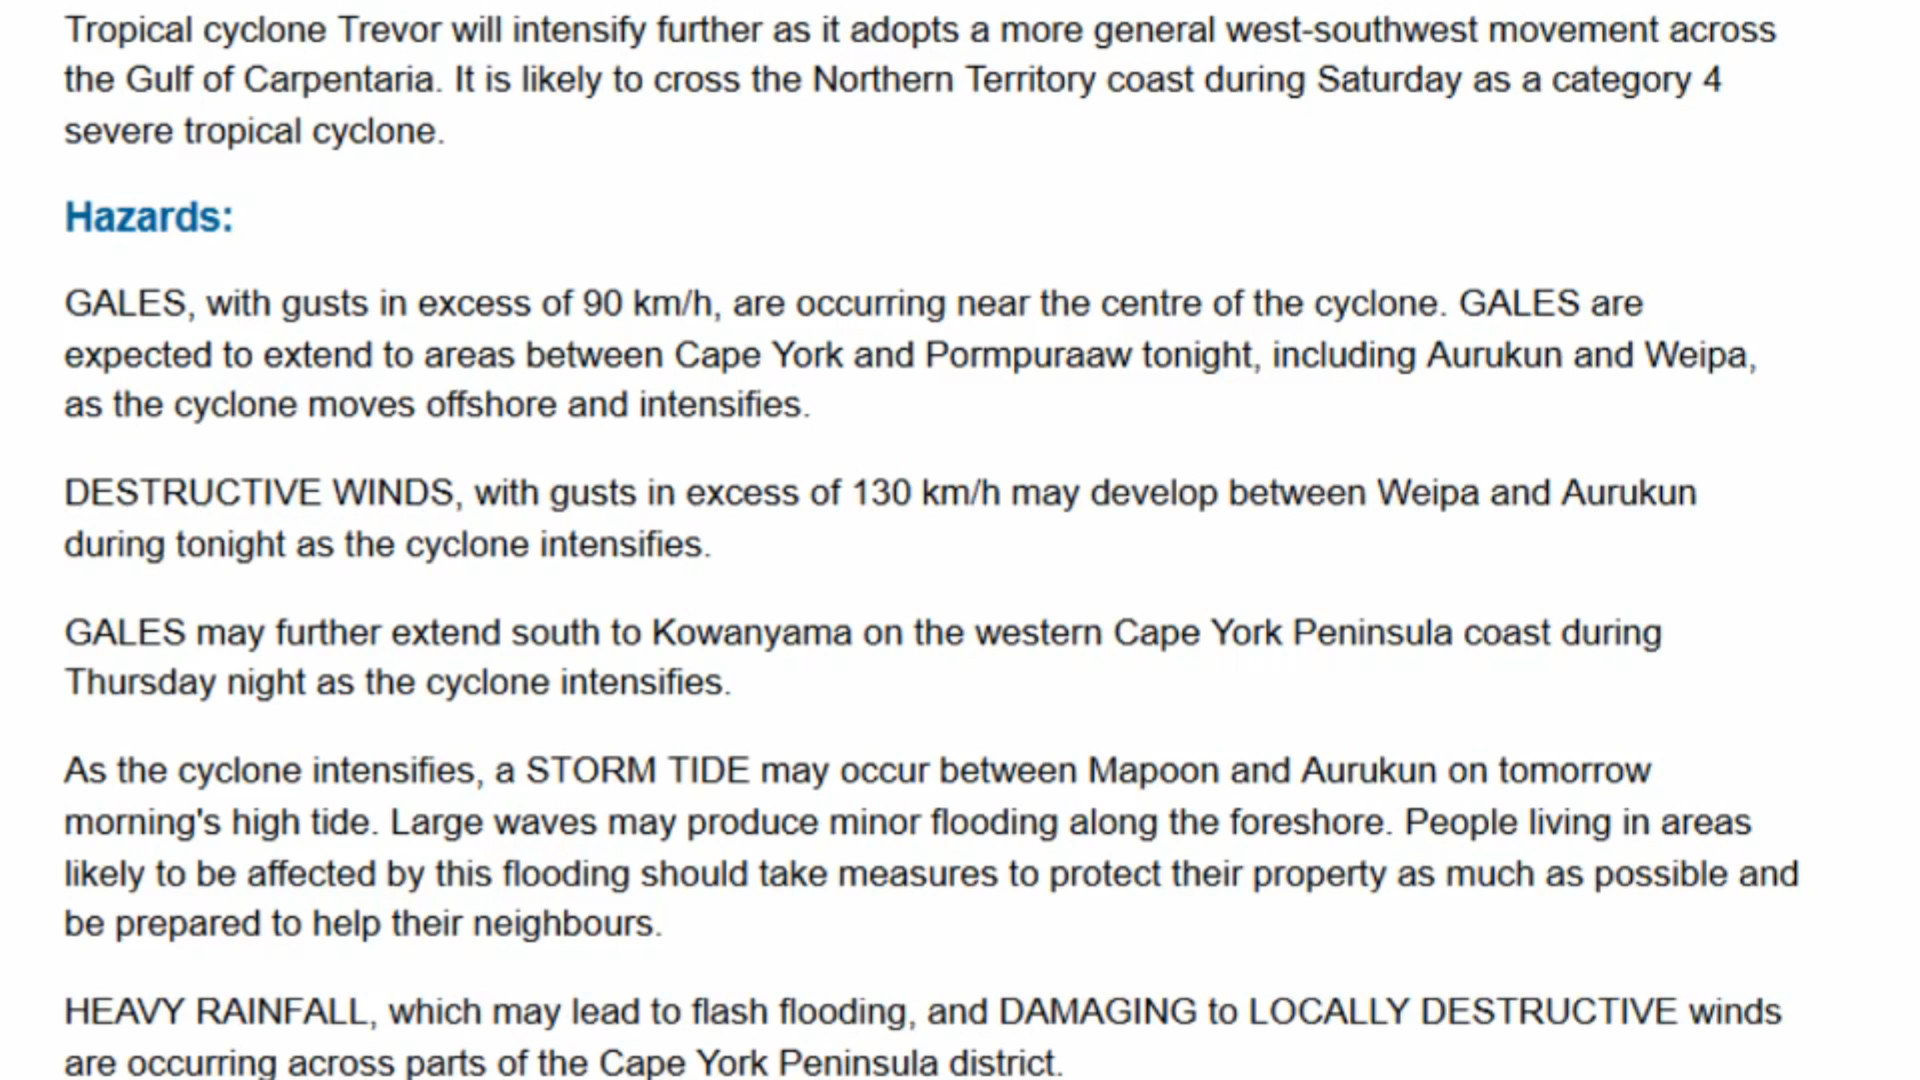 Tropical cyclone Trevor will intensify further as it adopts a more general west-southwest movement across
the Gulf of Carpentaria. It is likely to cross the Northern Territory coast during Saturday as a category 4
severe tropical cyclone.
Hazards:
GALES, with gusts in excess of 90 km/h, are occurring near the centre of the cyclone. GALES are
expected to extend to areas between Cape York and Pormpuraaw tonight, including Aurukun and Weipa,
as the cyclone moves offshore and intensifies.
DESTRUCTIVE WINDS, with gusts in excess of 130 km/h may develop between Weipa and Aurukun
during tonight as the cyclone intensifies.
GALES may further extend south to Kowanyama on the western Cape York Peninsula coast during
Thursday night as the cyclone intensifies.
As the cyclone intensifies, a STORM TIDE may occur between Mapoon and Aurukun on tomorrow
morning's high tide. Large waves may produce minor flooding along the foreshore. People living in areas
likely to be affected by this flooding should take measures to protect their property as much as possible and
be prepared to help their neighbours.
HEAVY RAINFALL, which may lead to flash flooding, and DAMAGING to LOCALLY DESTRUCTIVE winds
are occurring across parts of the Cape York Peninsula district.